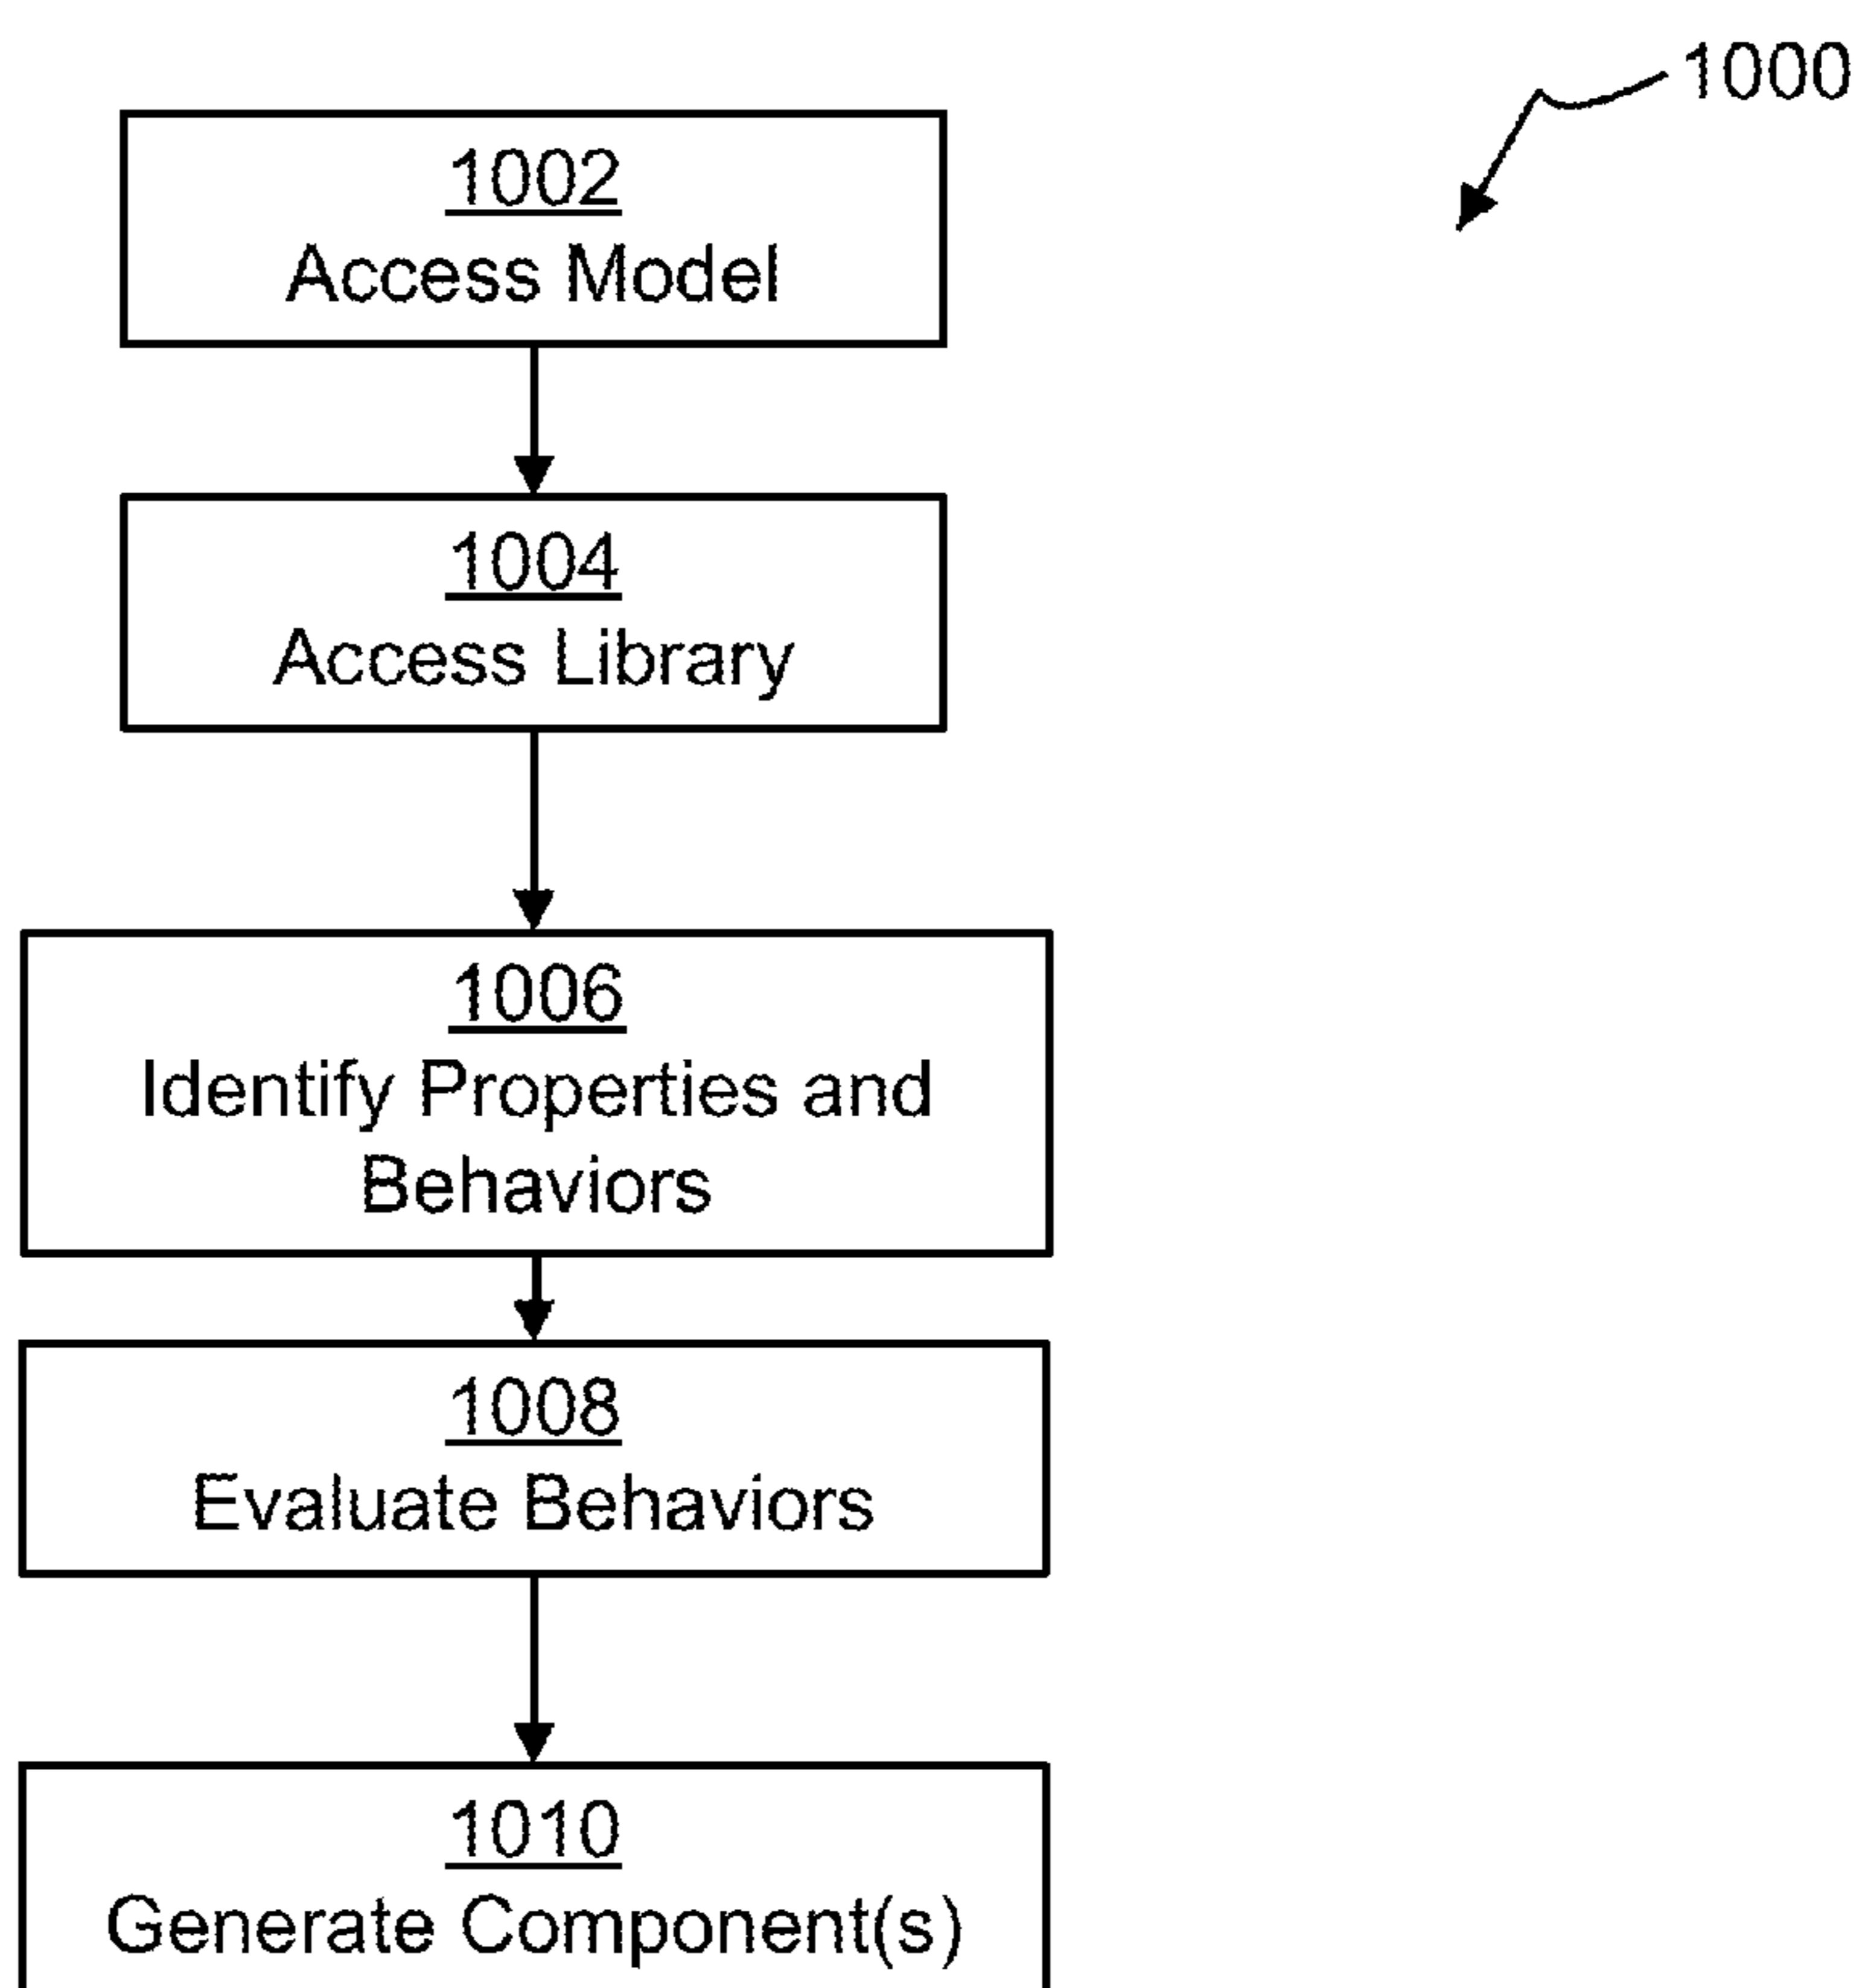 1000
1002
Access Model
1004
Access Library
1006
Identify Properties and
Behaviors
1008
Evaluate Behaviors
1010
Generate Component(s)